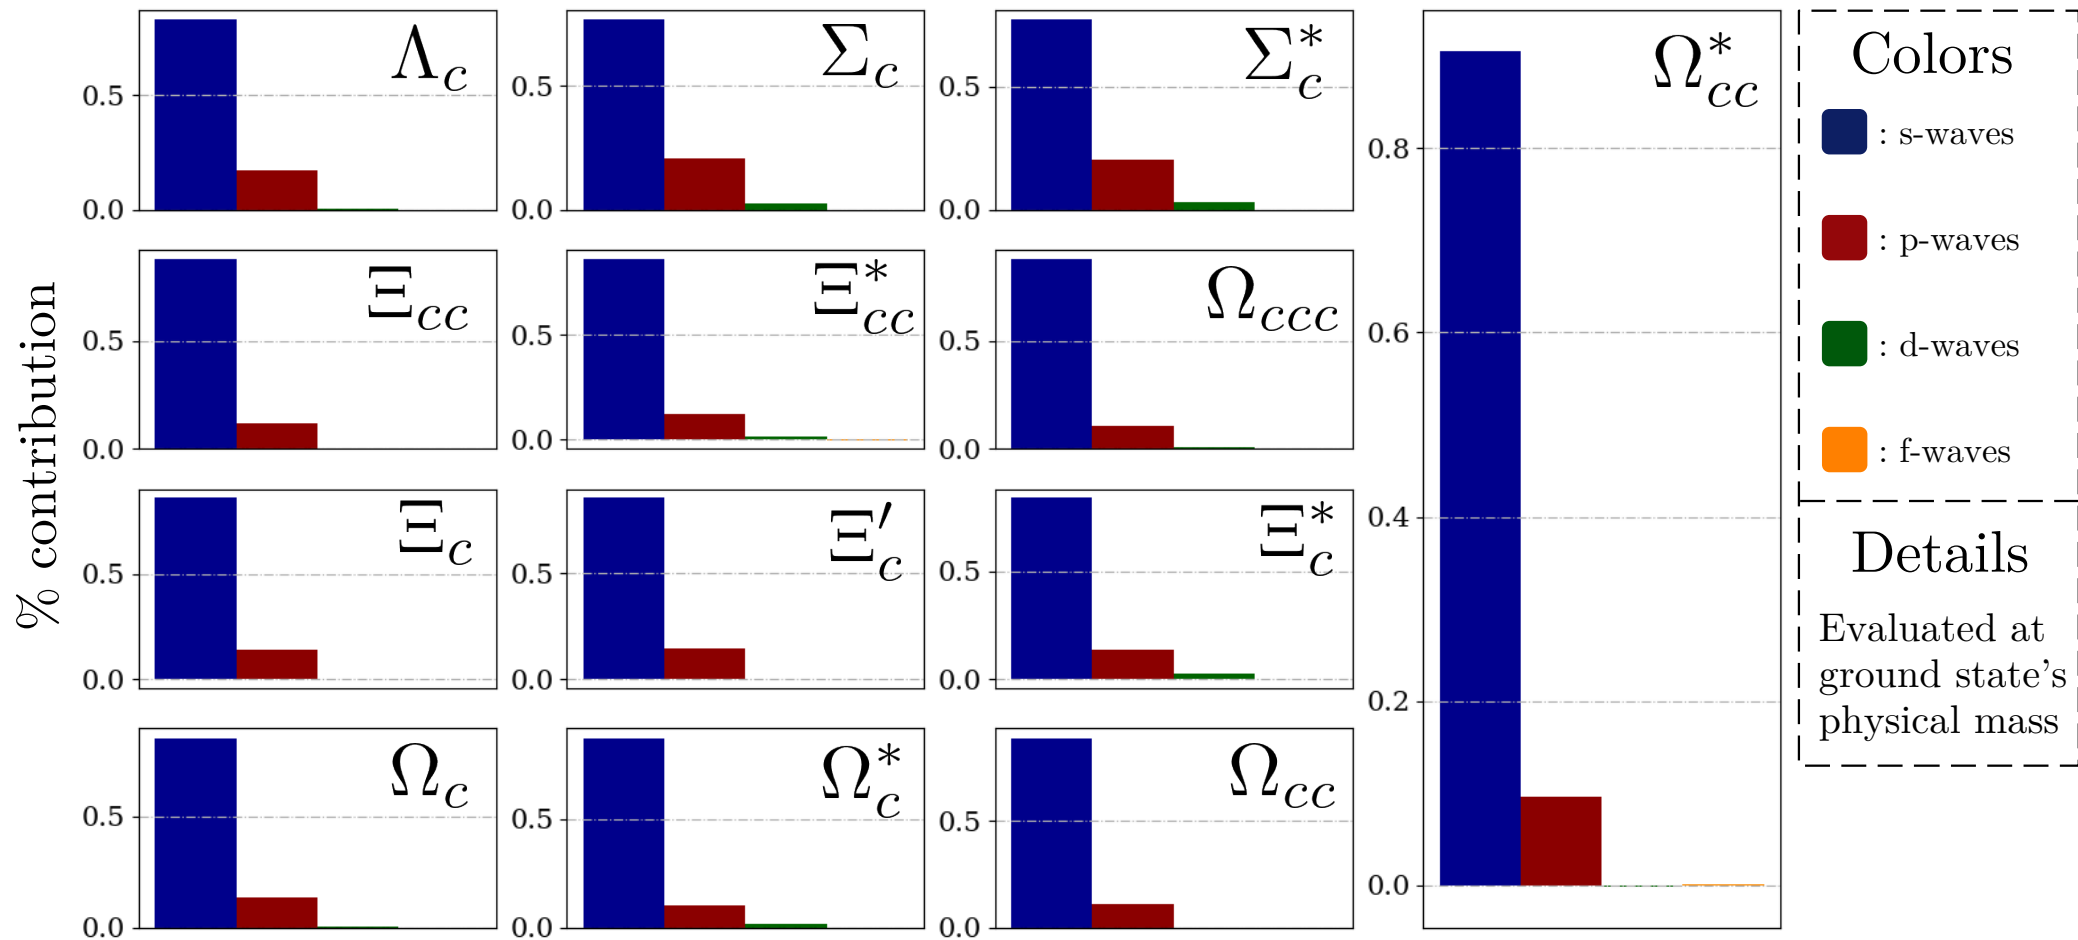 % contribution
Λc
0.5
0.0
Σc
0.5
0.0
Σ*c
0.5
0.0
Ω*cc
0.8
0.6
0.4
0.2
0.0
Ξcc
0.5
0.0
Ξ*cc
0.5
0.0
Ωccc
0.5
0.0
Ξc
0.5
0.0
Ξ′c
0.5
0.0
Ξ*c
0.5
0.0
Ωc
0.5
0.0
Ω*c
0.5
0.0
Ωcc
0.5
0.0
Colors
: s-waves
: p-waves
: d-waves
: f-waves
Details
Evaluated at
ground state's
physical mass